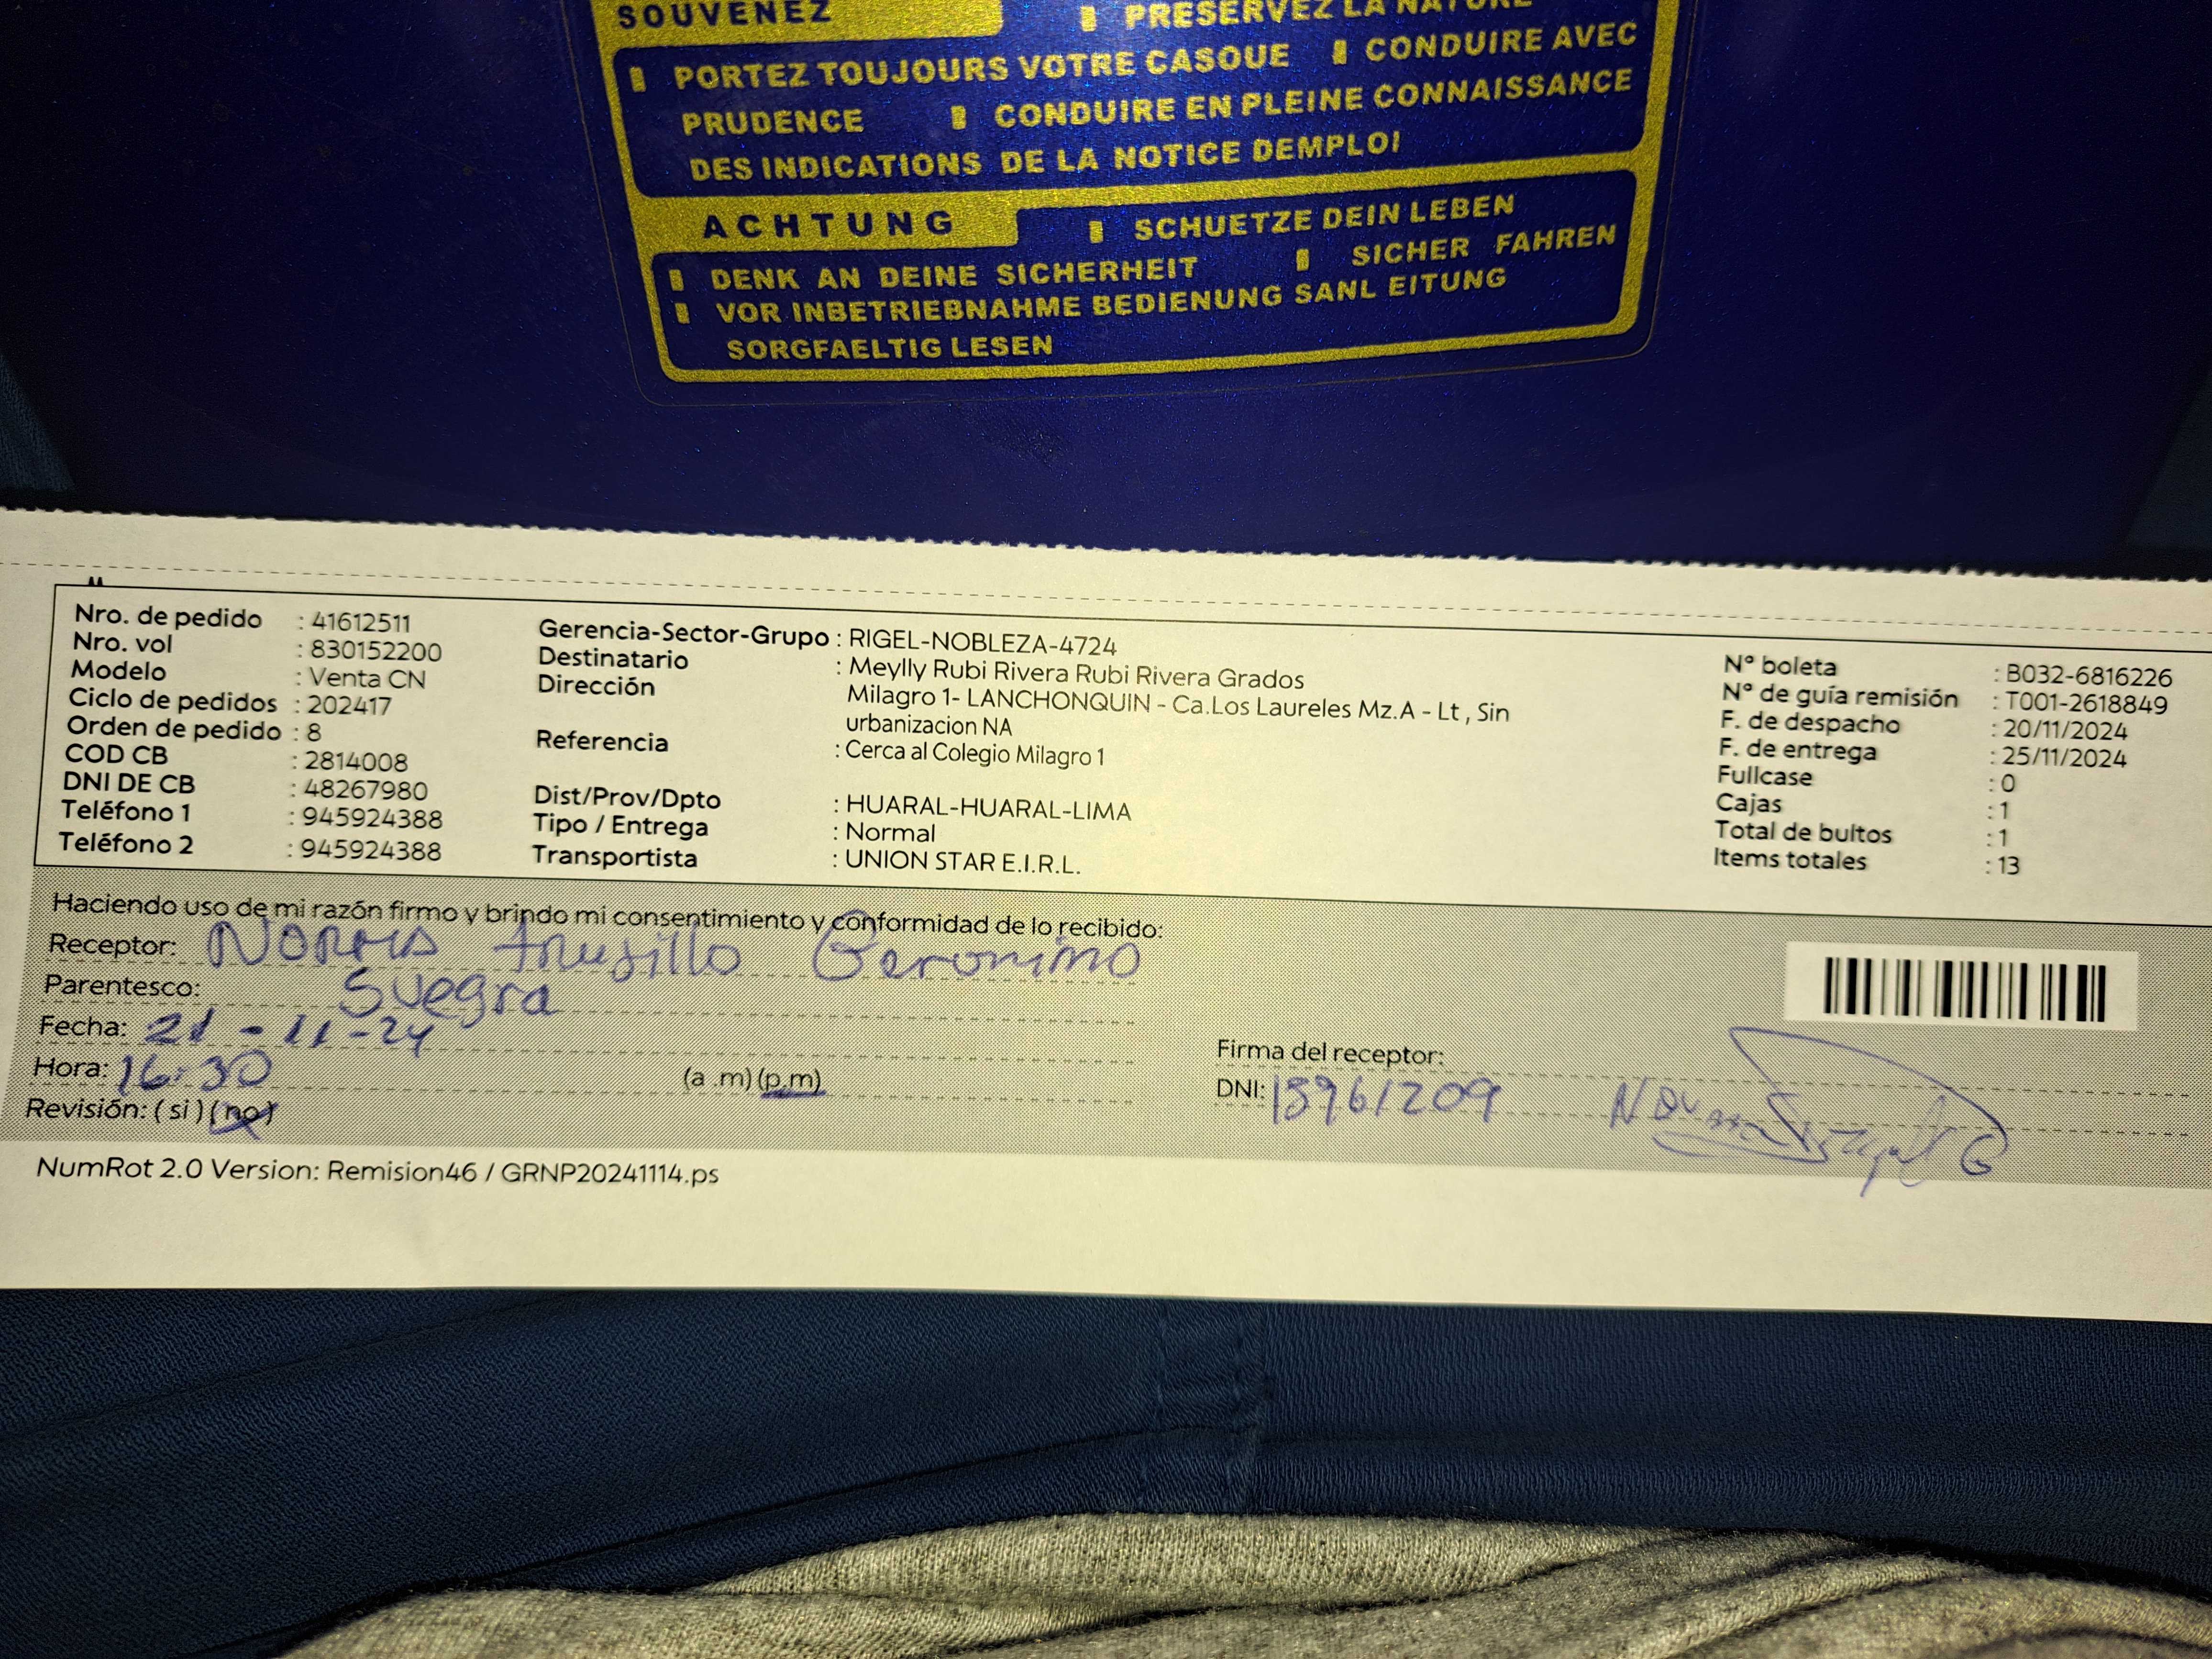 SOUVENEZ PRESERVEZ LA NATURE
PORTEZ TOUJOURS VOTRE CASQUE CONDUIRE AVEC
PRUDENCE CONDUIRE EN PLEINE CONNAISSANCE
DES INDICATIONS DE LA NOTICE DEMPLOI
ACHTUNG SCHUETZE DEIN LEBEN
DENK AN DEINE SICHERHEIT SICHER FAHREN
VOR INBETRIEBNAHME BEDIENUNG SANL EITUNG
SORGFAELTIG LESEN
Nro. de pedido : 41612511
Nro. vol : 830152200
Modelo : Venta CN
Ciclo de pedidos : 202417
Orden de pedido : 8
COD CB : 2814008
DNI DE CB : 48267980
Teléfono 1 : 945924388
Teléfono 2 : 945924388
Gerencia-Sector-Grupo : RIGEL-NOBLEZA-4724
Destinatario : Meylly Rubi Rivera Rubi Rivera Grados
Dirección Milagro 1- LANCHONQUIN - Ca.Los Laureles Mz.A - Lt , Sin
urbanizacion NA
Referencia : Cerca al Colegio Milagro 1
Dist/Prov/Dpto : HUARAL-HUARAL-LIMA
Tipo / Entrega : Normal
Transportista : UNION STAR E.I.R.L.
N° boleta : B032-6816226
N° de guía remisión : T001-2618849
F. de despacho : 20/11/2024
F. de entrega : 25/11/2024
Fullcase : 0
Cajas : 1
Total de bultos : 1
Items totales : 13
Haciendo uso de mi razón firmo y brindo mi consentimiento y conformidad de lo recibido:
Receptor: Trujillo Geronimo
Parentesco: Suegra
Fecha: 21-11-24
Hora: 16:30 (a .m) (p.m)
Revisión: ( si ) (no)
Firma del receptor:
DNI: 15961209
NumRot 2.0 Version: Remision46 / GRNP20241114.ps